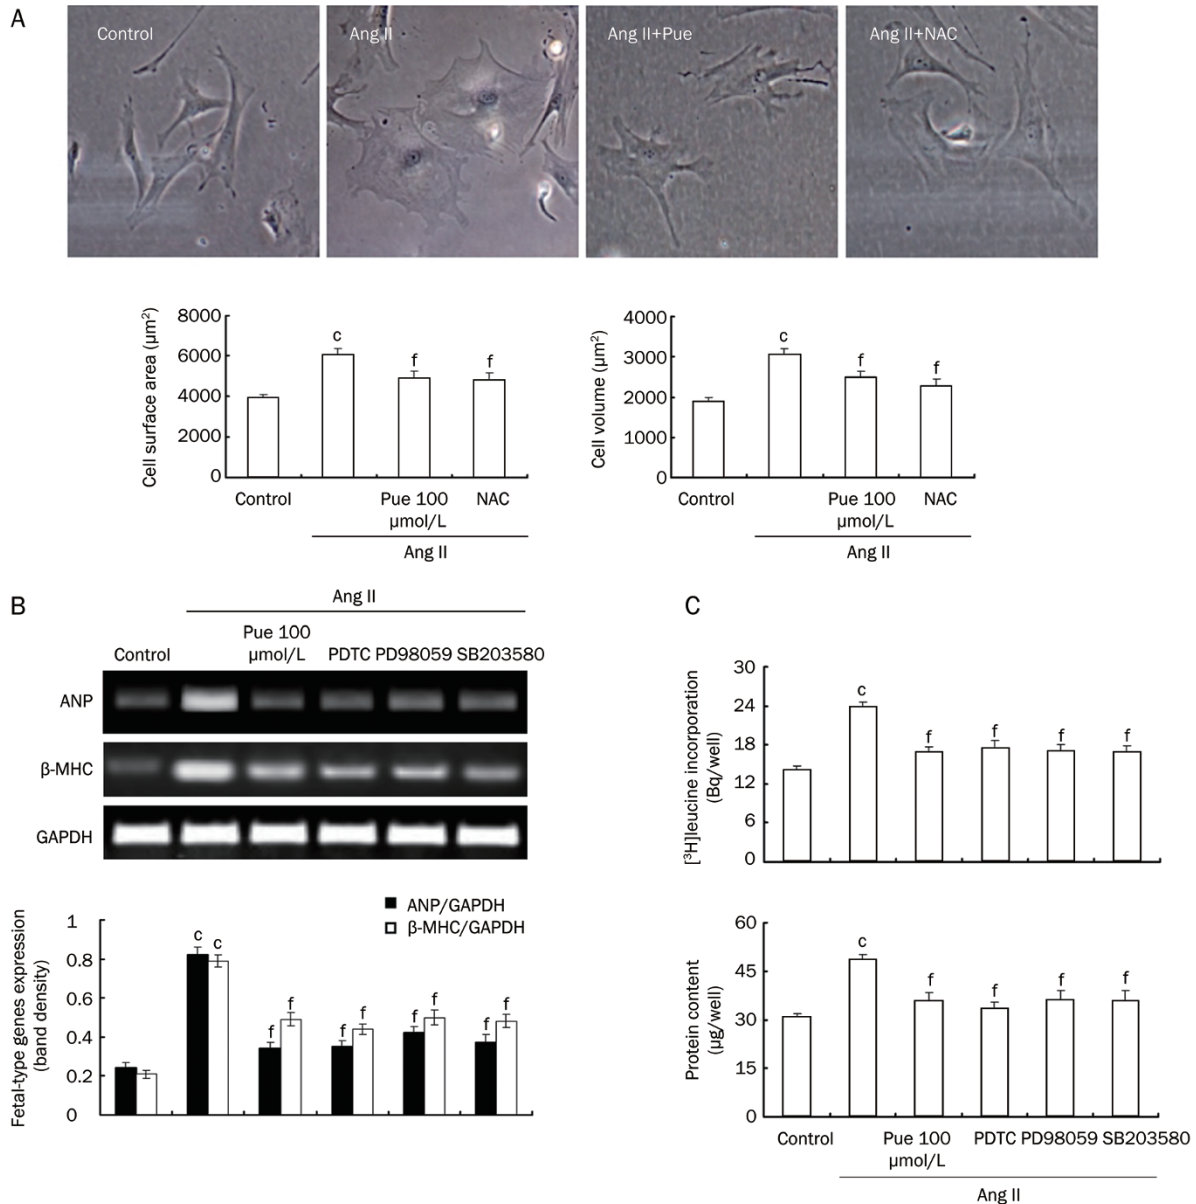 A
Control
Ang II
Ang II+Pue
Ang II+NAC
Cell surface area (µm²)
8000
6000
4000
2000
0
c
f
f
Control
Pue 100
µmol/L
NAC
Ang II
Cell volume (µm²)
4000
3000
2000
1000
0
c
f
f
Control
Pue 100
µmol/L
NAC
Ang II
B
Ang II
Control
Pue 100
µmol/L
PDTC PD98059 SB203580
ANP
β-MHC
GAPDH
ANP/GAPDH
β-MHC/GAPDH
Fetal-type genes expression
(band density)
1
0.8
0.6
0.4
0.2
0
c c
f f
f f
f f
f f
C
[³H]leucine incorporation
(Bq/well)
30
24
18
12
6
0
c
f
f
f
f
Protein content
(µg/well)
60
45
30
15
0
c
f
f
f
f
Control
Pue 100
µmol/L
PDTC PD98059 SB203580
Ang II